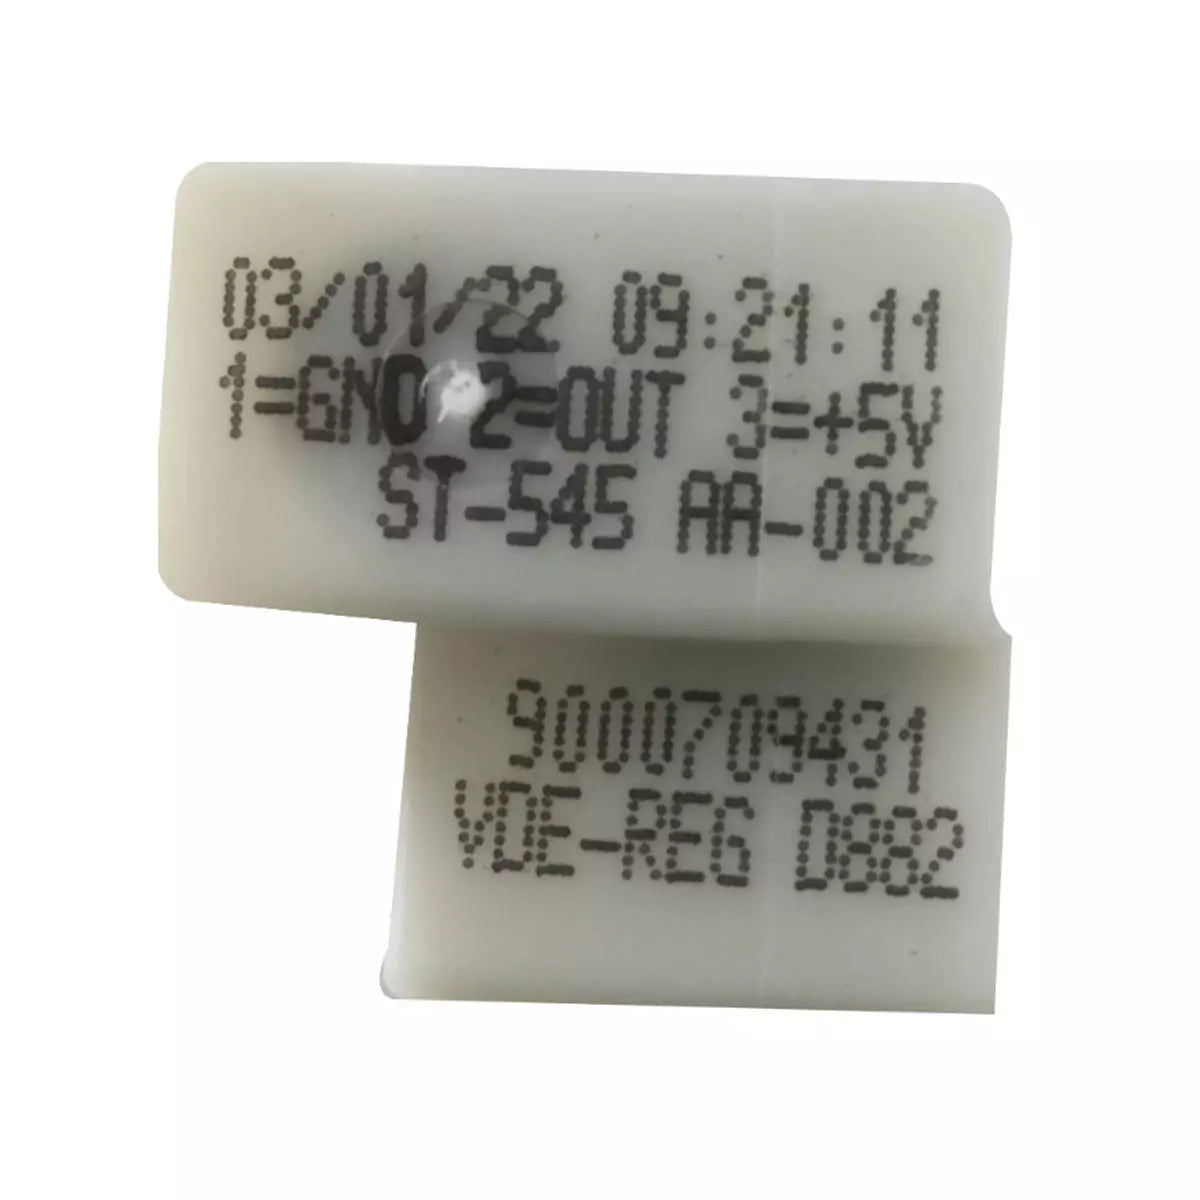 03/01/22 09:21:11
1=GND 2=OUT 3=+5V
ST-545 AA-002
9000709431
VDE-REG D882